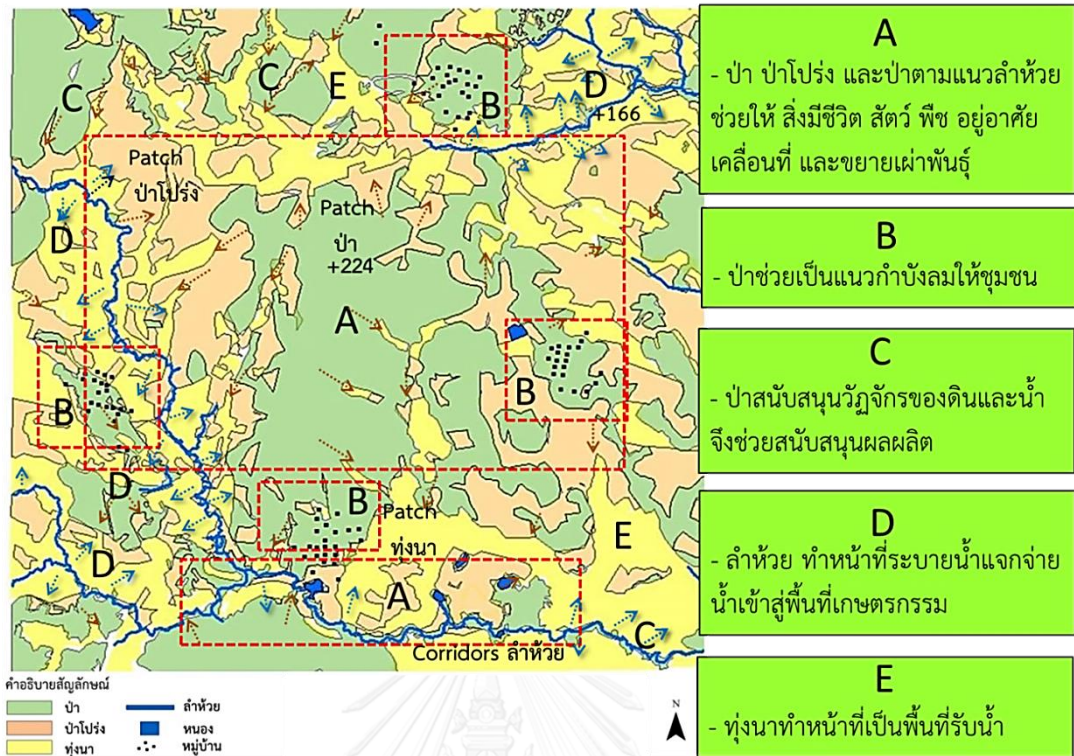 C
C
E
B
D
+166
Patch
ป่าโปร่ง
Patch
ป่า
+224
D
A
B
B
D
B
Patch
ทุ่งนา
E
D
A
C
Corridors ลำห้วย
คำอธิบายสัญลักษณ์
ป่า
ป่าโปร่ง
ทุ่งนา
ลำห้วย
หนอง
หมู่บ้าน
N
A
- ป่า ป่าโปร่ง และป่าตามแนวลำห้วย
ช่วยให้ สิ่งมีชีวิต สัตว์ พืช อยู่อาศัย
เคลื่อนที่ และขยายเผ่าพันธุ์
B
- ป่าช่วยเป็นแนวกำบังลมให้ชุมชน
C
- ป่าสนับสนุนวัฏจักรของดินและน้ำ
จึงช่วยสนับสนุนผลผลิต
D
- ลำห้วย ทำหน้าที่ระบายน้ำแจกจ่าย
น้ำเข้าสู่พื้นที่เกษตรกรรม
E
- ทุ่งนาทำหน้าที่เป็นพื้นที่รับน้ำ